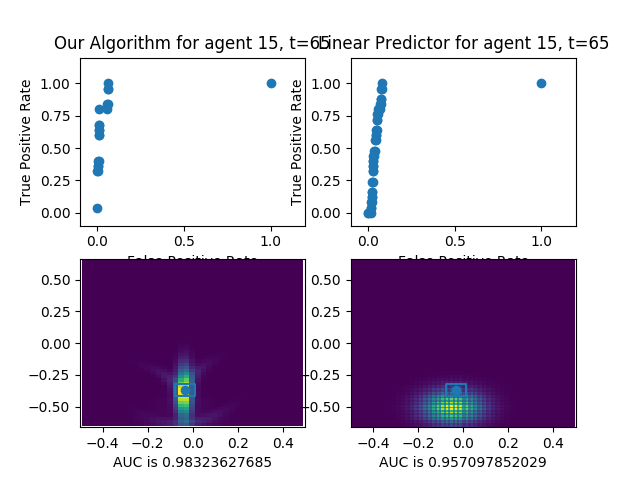 Our Algorithm for agent 15, t=65
Linear Predictor for agent 15, t=65
True Positive Rate
1.00
0.75
0.50
0.25
0.00
0.0 0.5 1.0
False Positive Rate
True Positive Rate
1.00
0.75
0.50
0.25
0.00
0.0 0.5 1.0
False Positive Rate
0.50
0.25
0.00
−0.25
−0.50
−0.4 −0.2 0.0 0.2 0.4
AUC is 0.98323627685
0.50
0.25
0.00
−0.25
−0.50
−0.4 −0.2 0.0 0.2 0.4
AUC is 0.957097852029